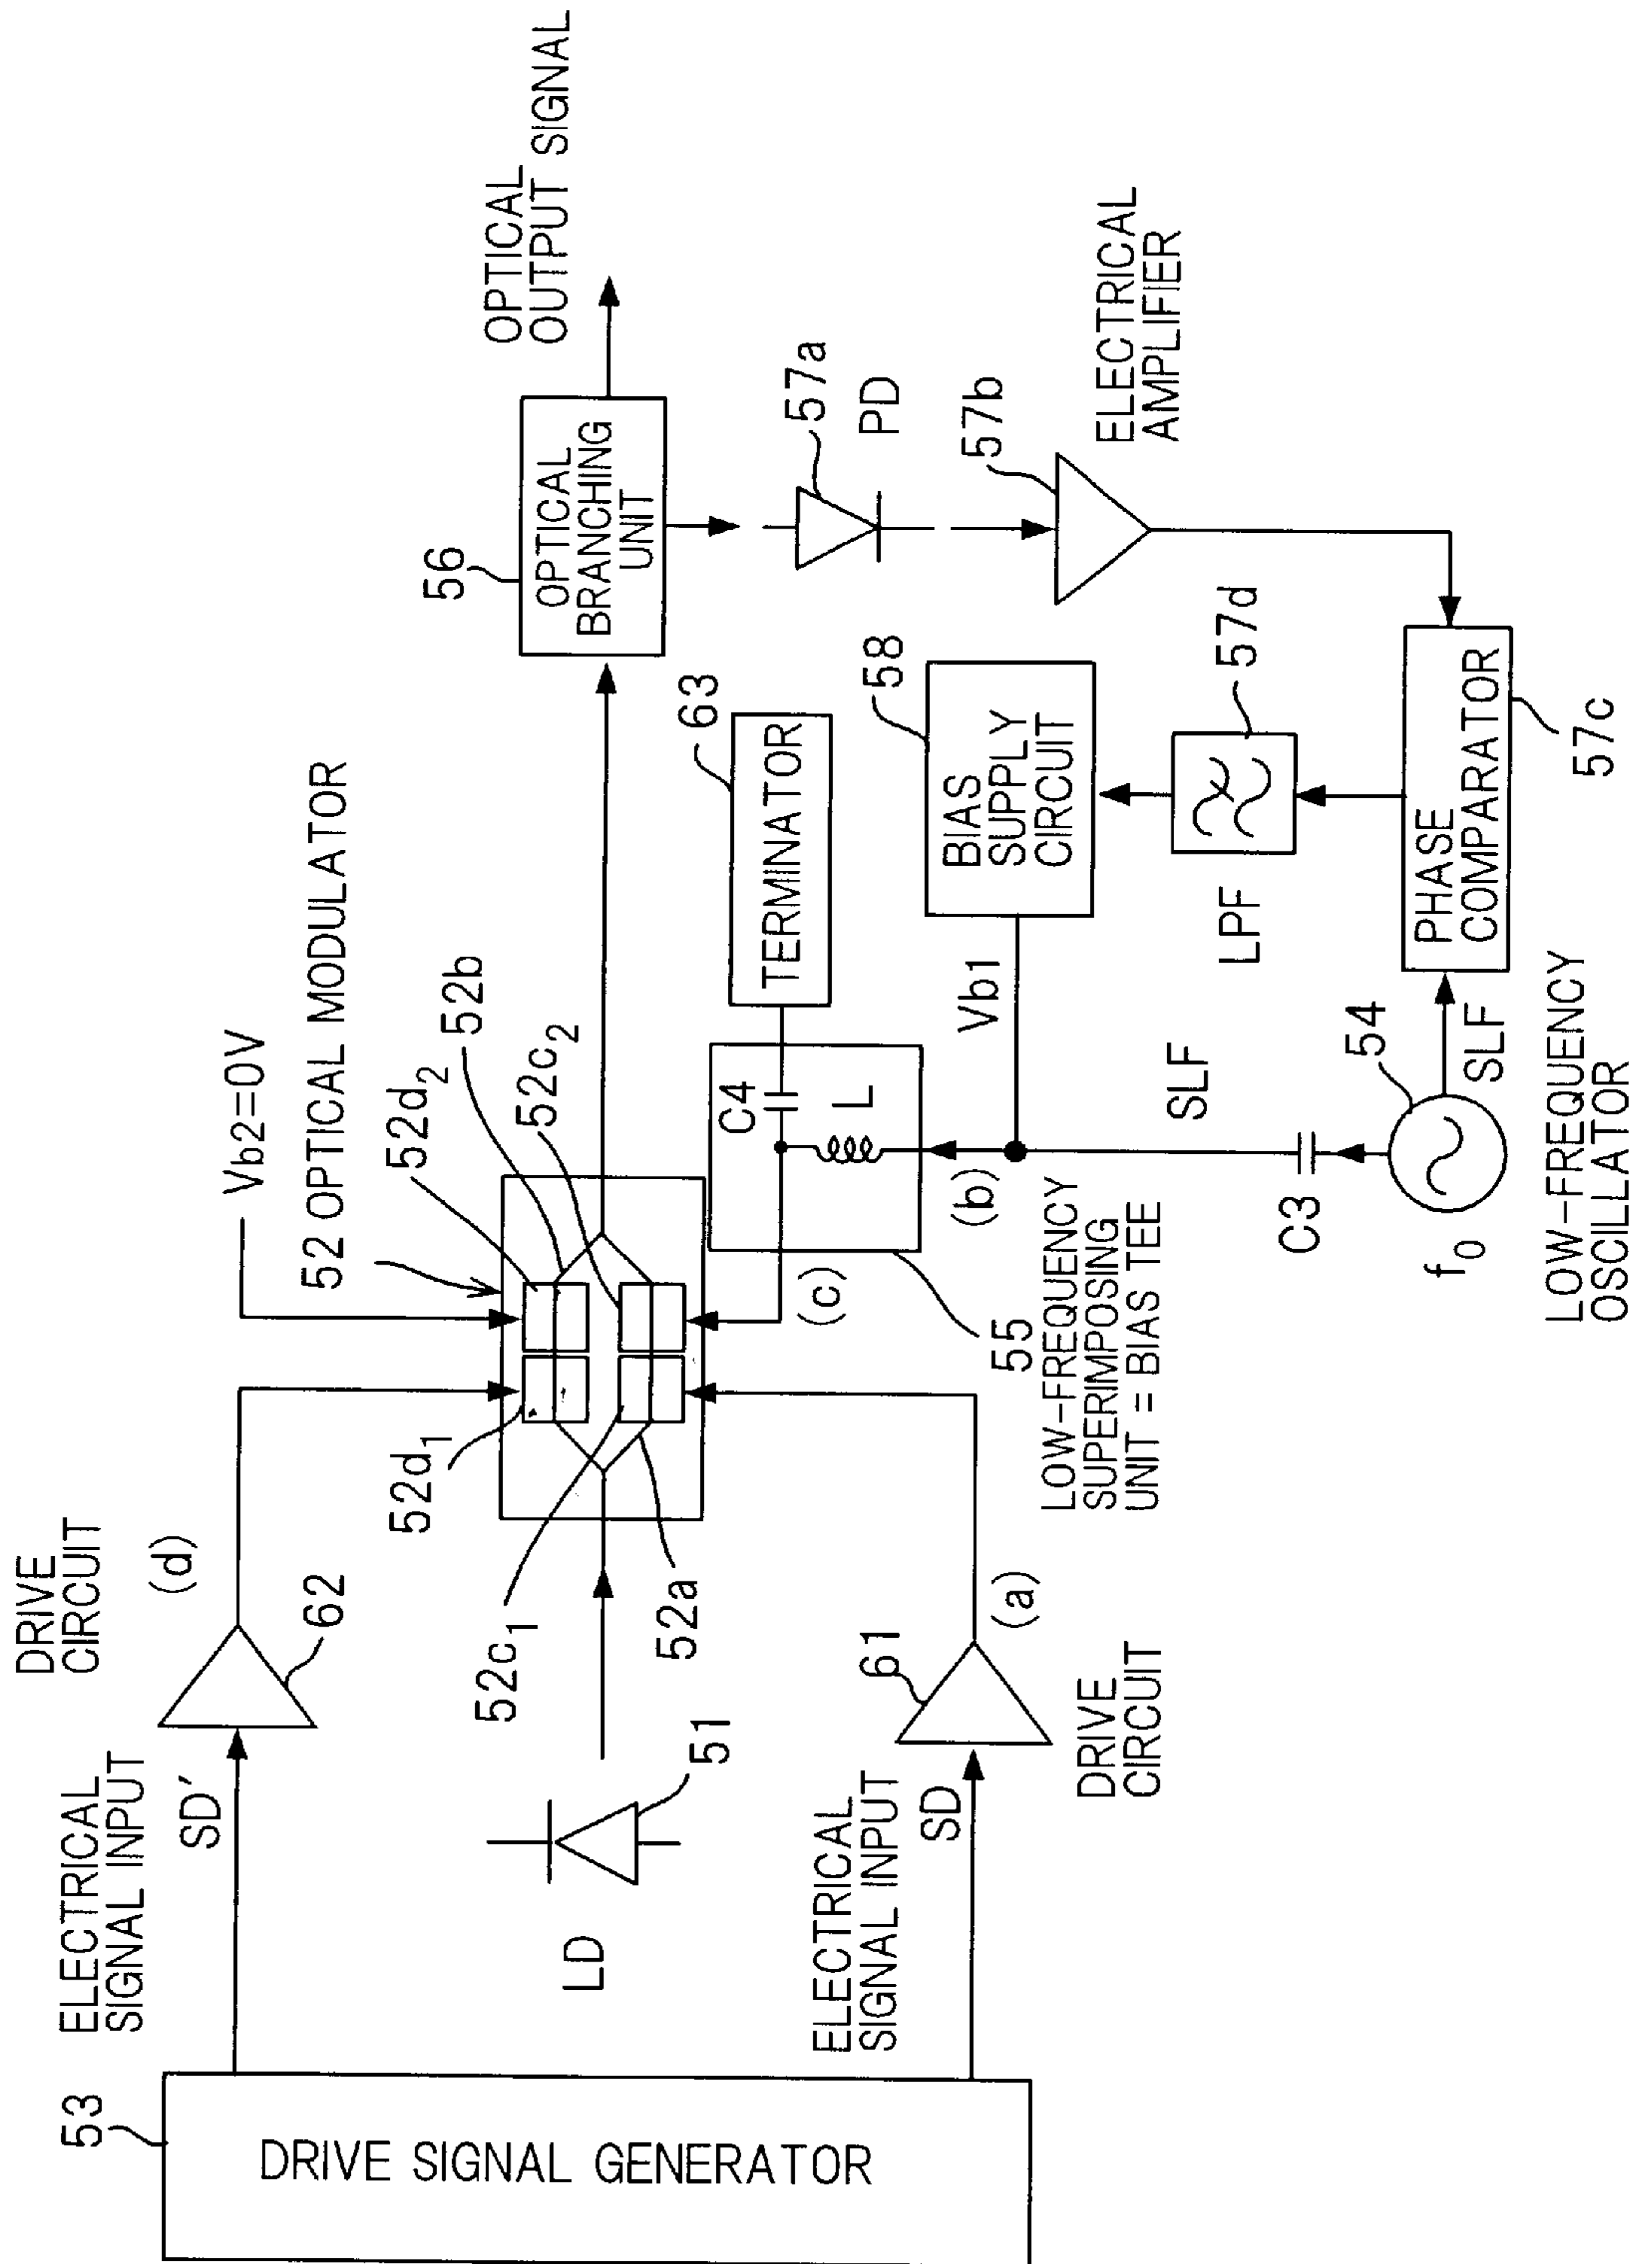 53
DRIVE SIGNAL GENERATOR
ELECTRICAL
SIGNAL INPUT
SD'
DRIVE
CIRCUIT
(d)
62
LD
51
ELECTRICAL
SIGNAL INPUT
SD
61
DRIVE
CIRCUIT
(a)
Vb2=0V
52 OPTICAL MODULATOR
52d1
52d2
52b
52c2
52c1
52a
(c)
C4
L
TERMINATOR
63
55
LOW-FREQUENCY
SUPERIMPOSING
UNIT = BIAS TEE
(b)
Vb1
58
BIAS
SUPPLY
CIRCUIT
SLF
C3
f0
54
SLF
LOW-FREQUENCY
OSCILLATOR
LPF
57d
PHASE
COMPARATOR
57c
56
OPTICAL
BRANCHING
UNIT
OPTICAL
OUTPUT SIGNAL
57a
PD
57b
ELECTRICAL
AMPLIFIER